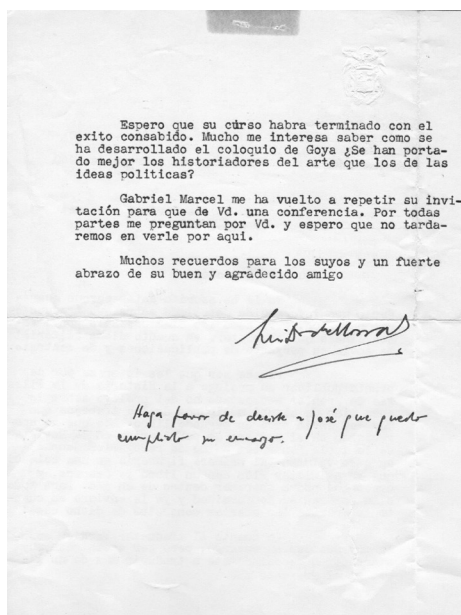 Espero que su curso habra terminado con el
exito consabido. Mucho me interesa saber como se
ha desarrollado el coloquio de Goya ¿Se han porta-
do mejor los historiadores del arte que los de las
ideas politicas?
Gabriel Marcel me ha vuelto a repetir su invi-
tación para que de Vd. una conferencia. Por todas
partes me preguntan por Vd. y espero que no tarda-
remos en verle por aqui.
Muchos recuerdos para los suyos y un fuerte
abrazo de su buen y agradecido amigo
Haga favor de decirle a José que quedo
cumplido su encargo.